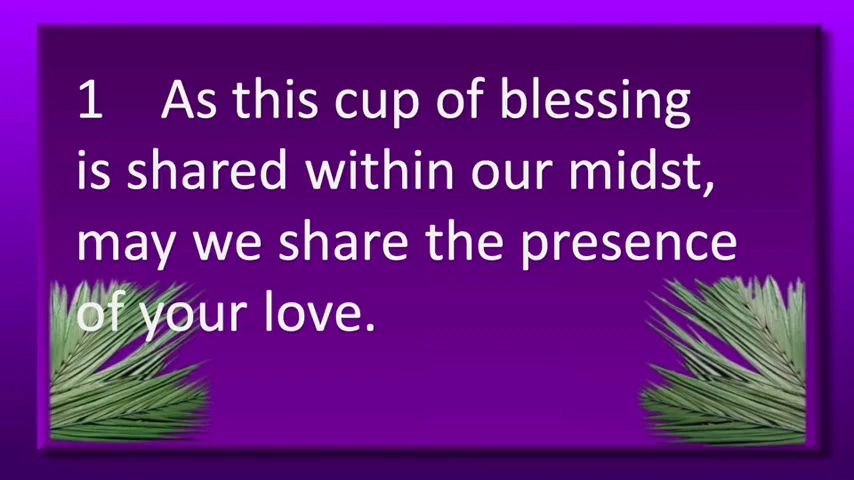 1 As this cup of blessing
is shared within our midst,
may we share the presence
of your love.